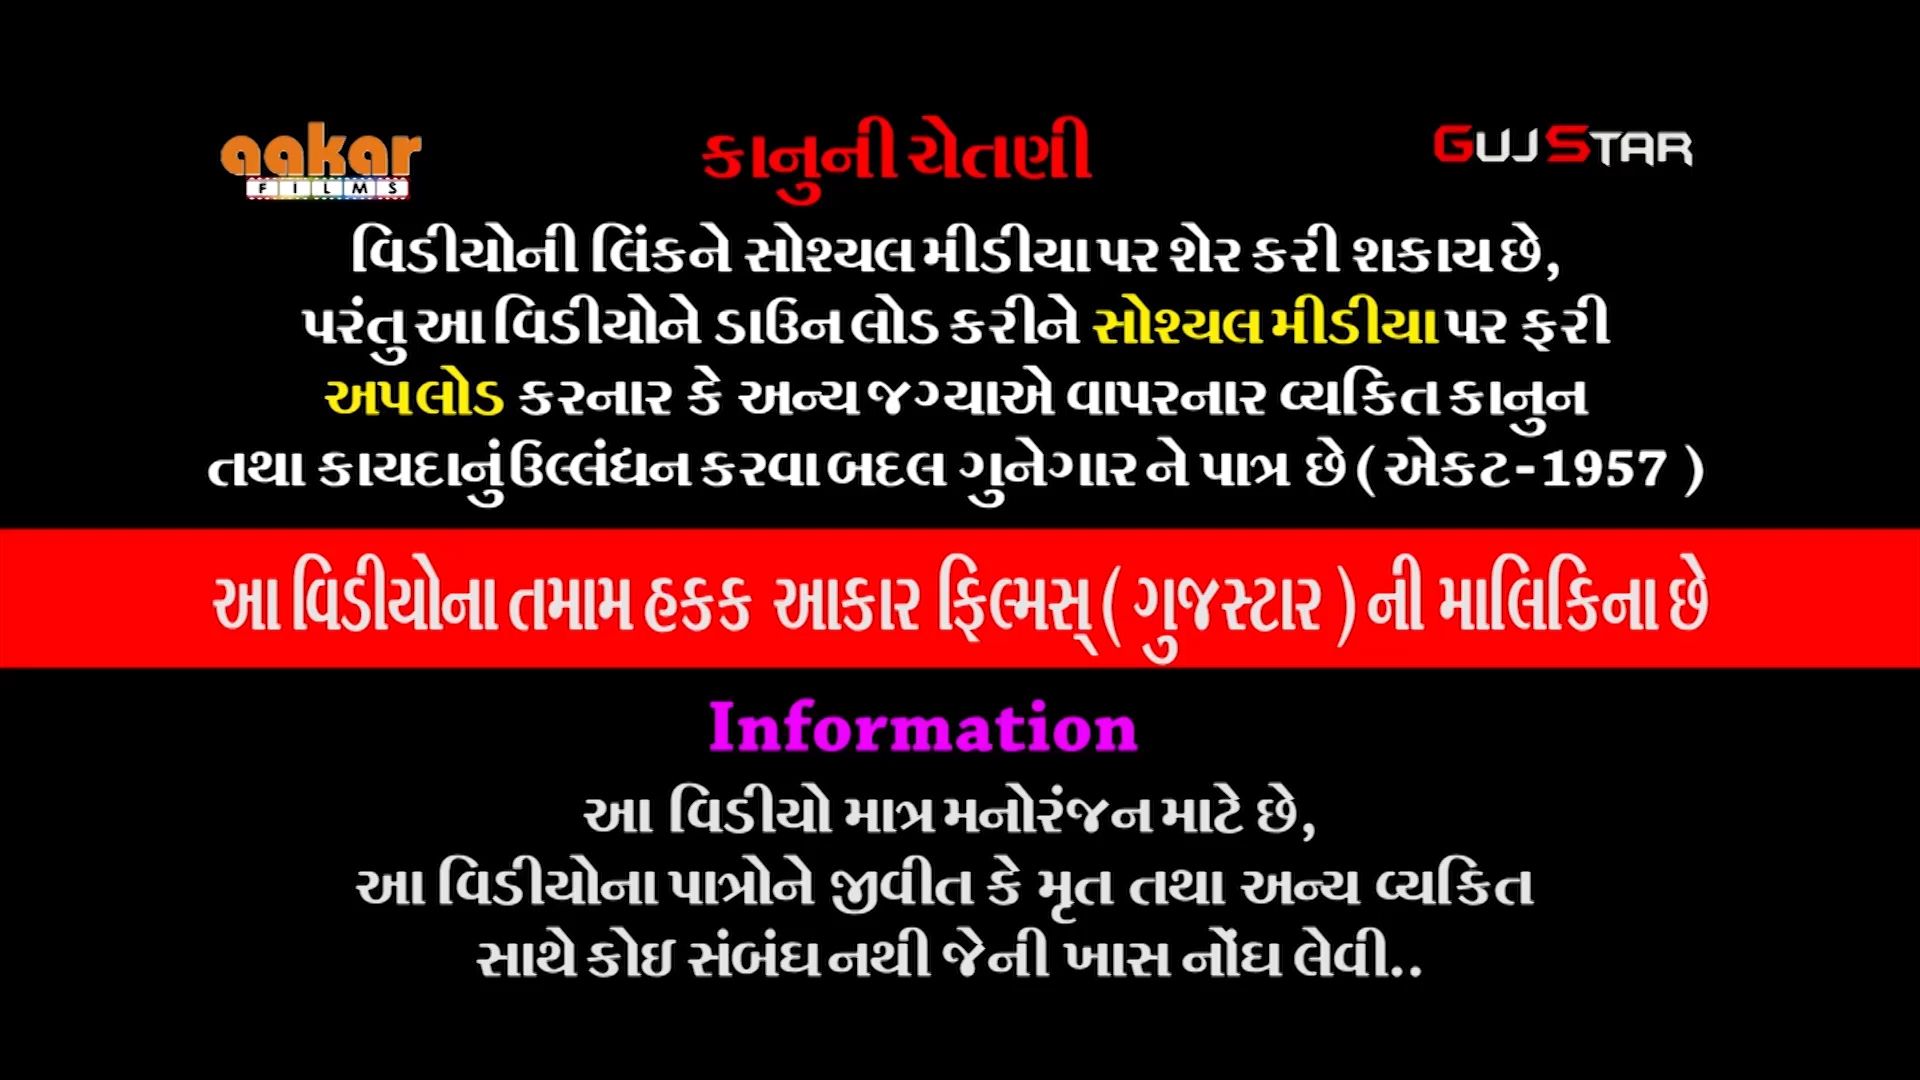 aakar
FILMS
કાનુની ચેતણી
GUJSTAR
વિડીયોની લિંકને સોશ્યલ મીડીયા પર શેર કરી શકાય છે,
પરંતુ આ વિડીયોને ડાઉન લોડ કરીને સોશ્યલ મીડીયા પર ફરી
અપલોડ કરનાર કે અન્ય જગ્યાએ વાપરનાર વ્યકિત કાનુન
તથા કાયદાનું ઉલ્લંઘન કરવા બદલ ગુનેગાર ને પાત્ર છે ( એકટ-1957 )
આ વિડીયોના તમામ હકક આકાર ફિલ્મસ્ ( ગુજસ્ટાર ) ની માલિકિના છે
Information
આ વિડીયો માત્ર મનોરંજન માટે છે,
આ વિડીયોના પાત્રોને જીવીત કે મૃત તથા અન્ય વ્યકિત
સાથે કોઇ સંબંધ નથી જેની ખાસ નોંધ લેવી..